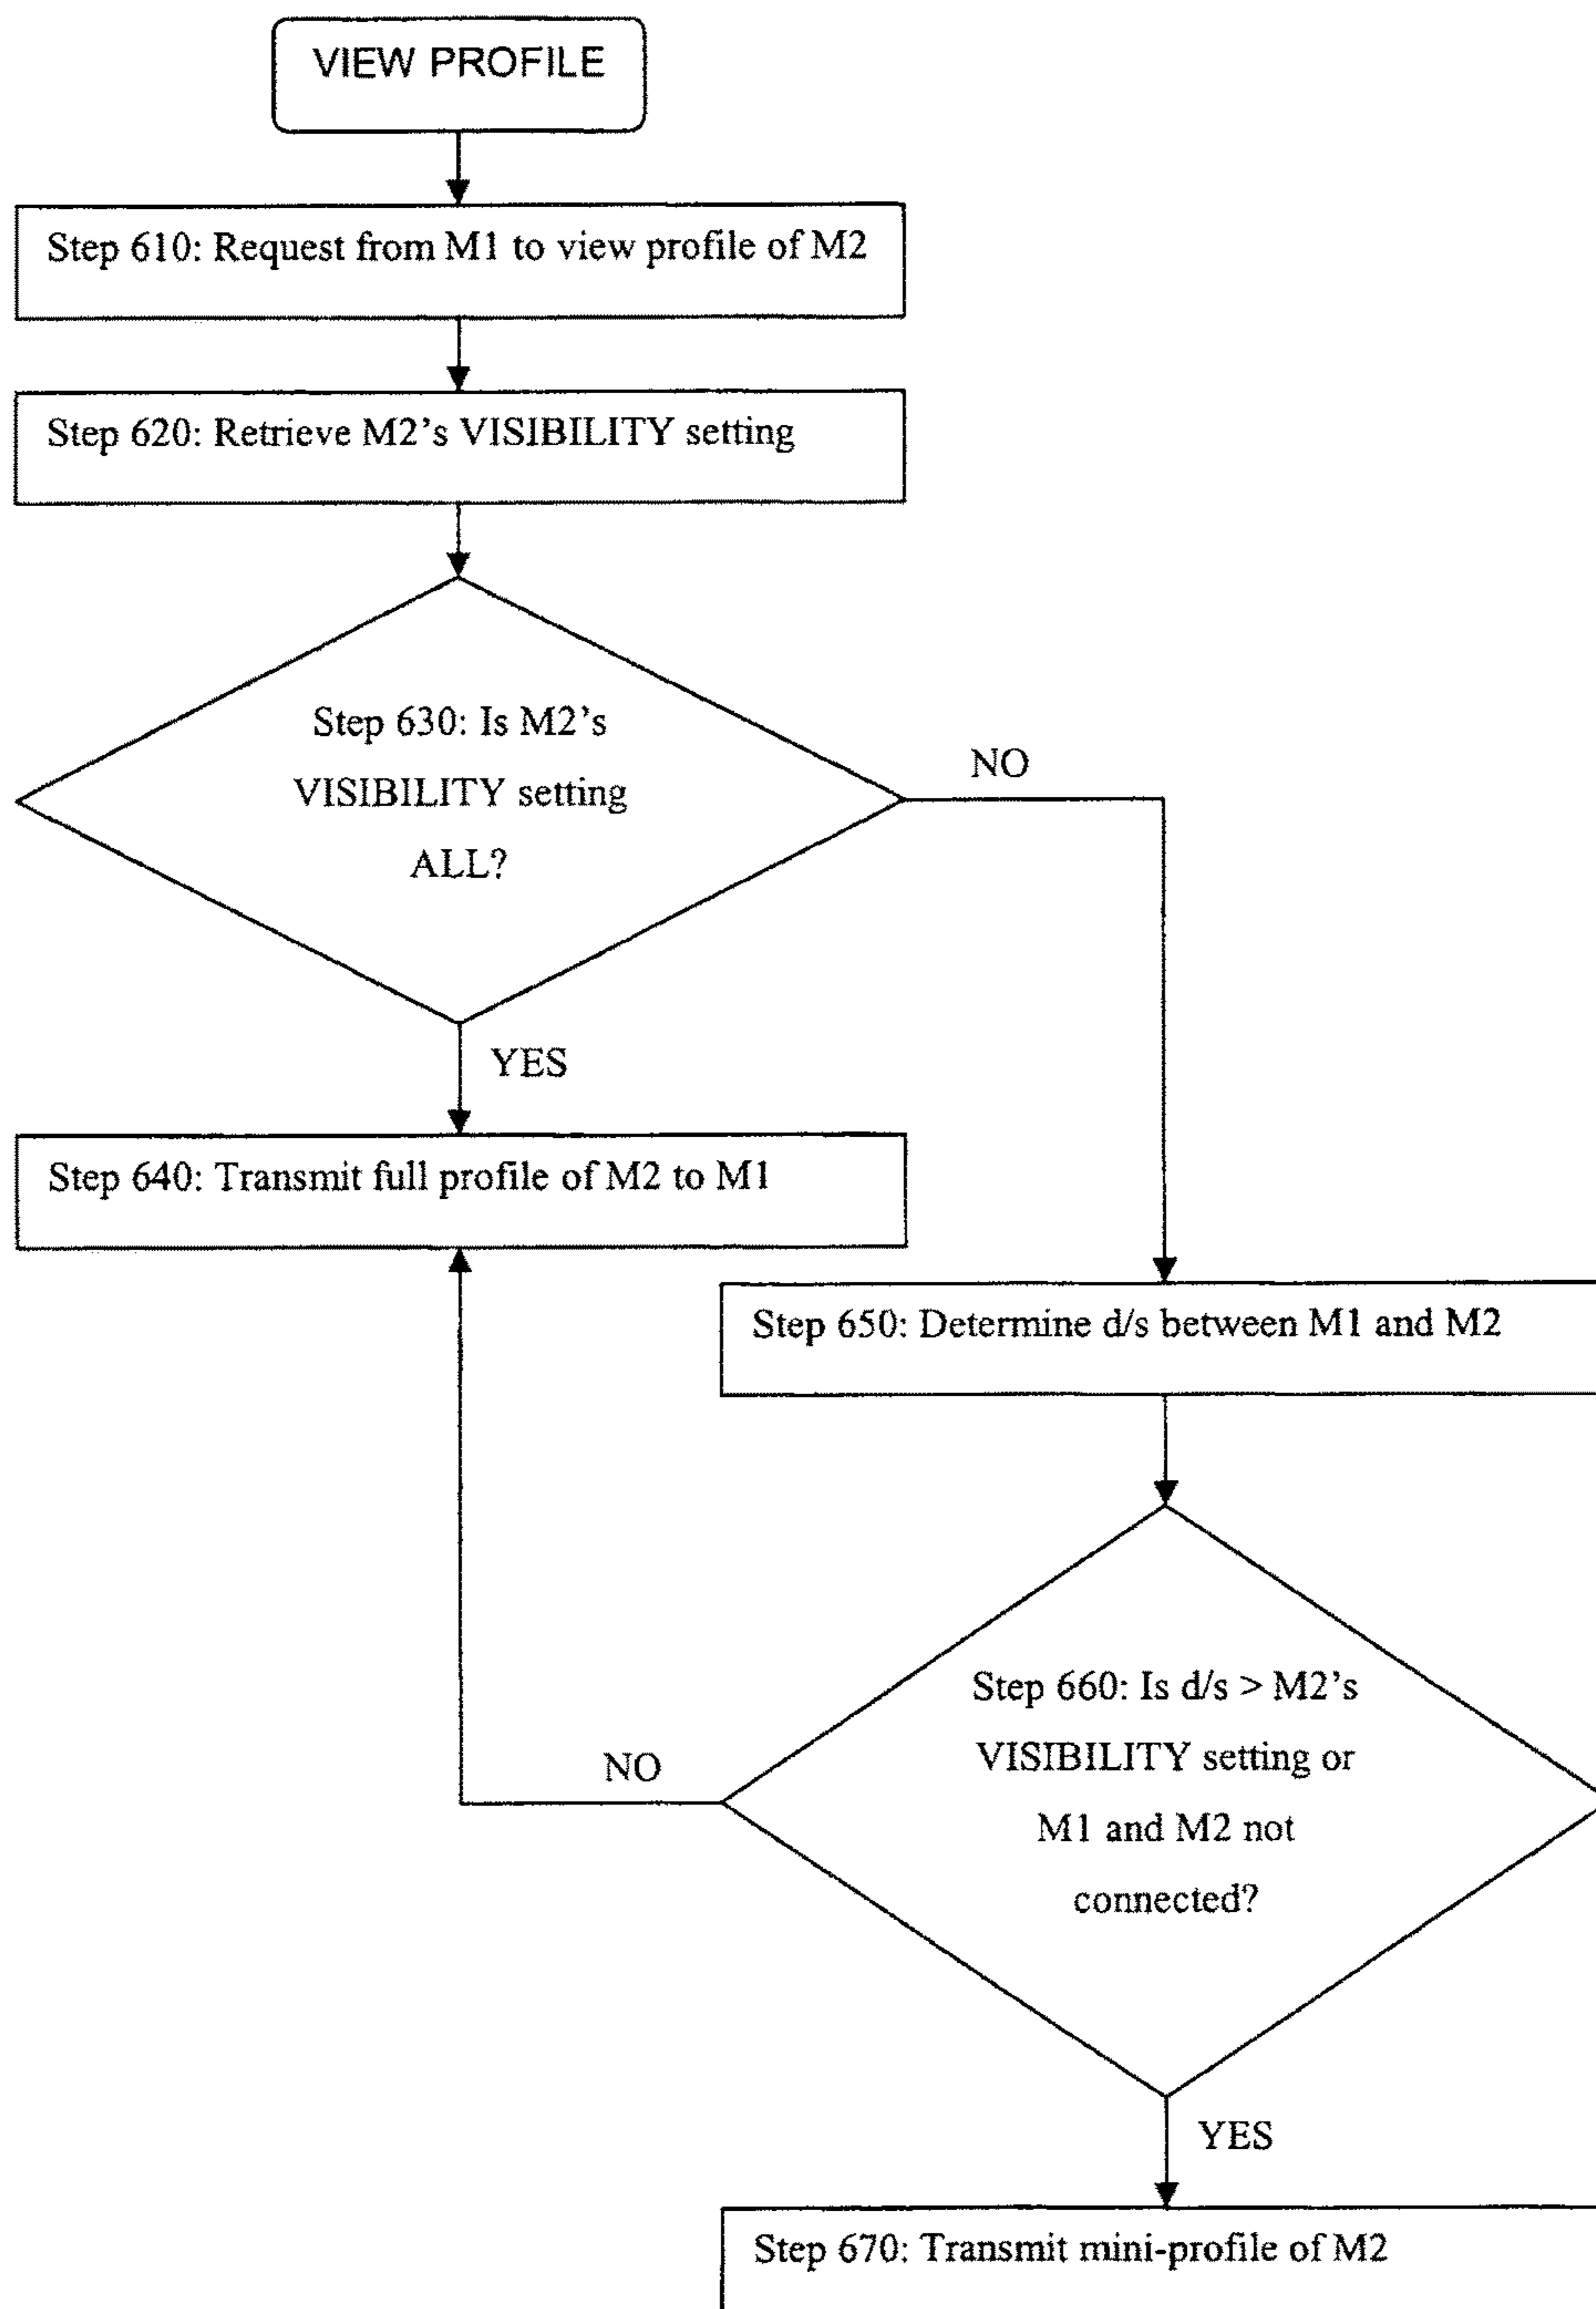 VIEW PROFILE
Step 610: Request from M1 to view profile of M2
Step 620: Retrieve M2's VISIBILITY setting
Step 630: Is M2's
VISIBILITY setting
ALL?
NO
YES
Step 640: Transmit full profile of M2 to M1
Step 650: Determine d/s between M1 and M2
Step 660: Is d/s > M2's
VISIBILITY setting or
M1 and M2 not
connected?
NO
YES
Step 670: Transmit mini-profile of M2